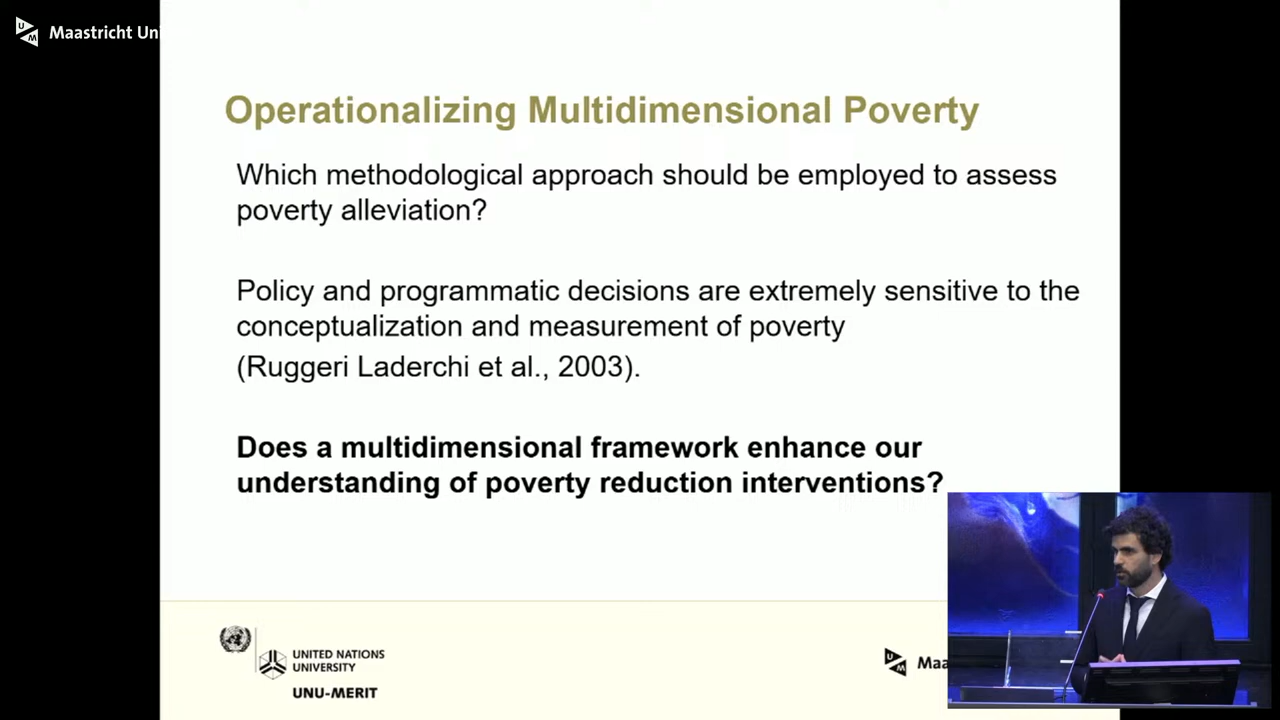 Maastricht Uni
Operationalizing Multidimensional Poverty
Which methodological approach should be employed to assess
poverty alleviation?
Policy and programmatic decisions are extremely sensitive to the
conceptualization and measurement of poverty
(Ruggeri Laderchi et al., 2003).
Does a multidimensional framework enhance our
understanding of poverty reduction interventions?
UNITED NATIONS
UNIVERSITY
UNU-MERIT
Maa